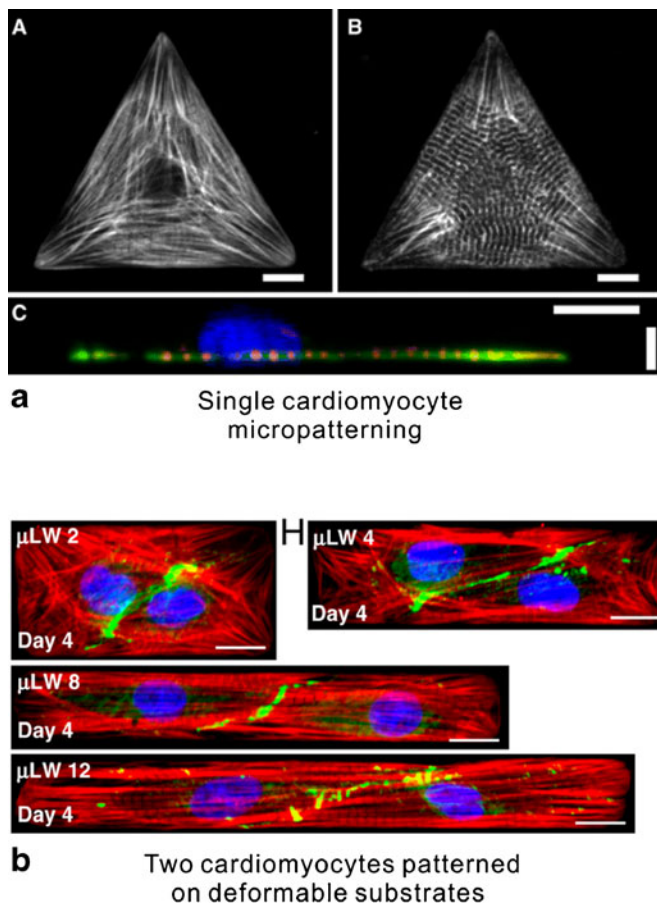 A
B
C
a
Single cardiomyocyte
micropatterning
μLW 2
H
μLW 4
Day 4
Day 4
μLW 8
Day 4
μLW 12
Day 4
b
Two cardiomyocytes patterned
on deformable substrates